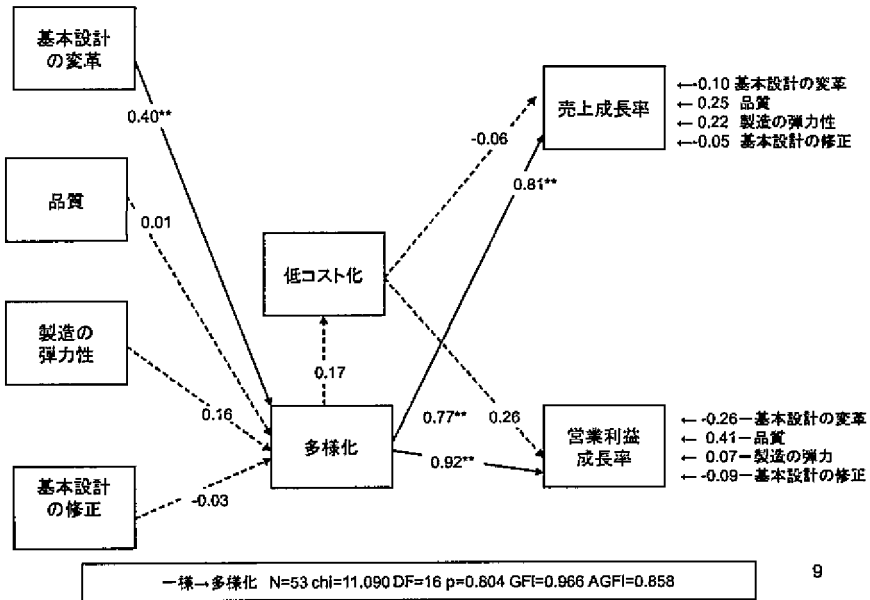 基本設計
の変革
品質
製造の
弾力性
基本設計
の修正
0.40**
0.01
0.16
-0.03
低コスト化
0.17
多様化
-0.06
0.81**
0.77**
0.26
0.92**
売上成長率
←-0.10 基本設計の変革
← 0.25 品質
← 0.22 製造の弾力性
←-0.05 基本設計の修正
営業利益
成長率
← -0.26－基本設計の変革
← 0.41－品質
← 0.07－製造の弾力
← -0.09－基本設計の修正
一様→多様化 N=53 chi=11.090 DF=16 p=0.804 GFI=0.966 AGFI=0.858
9